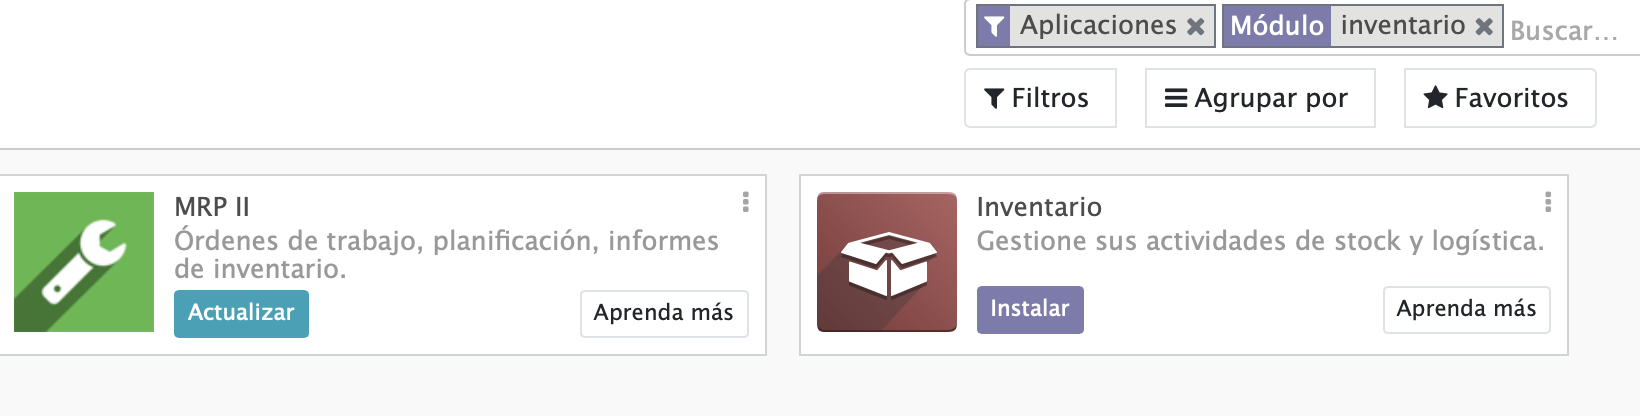 Aplicaciones
Módulo inventario
Buscar...
Filtros
Agrupar por
Favoritos
MRP II
Órdenes de trabajo, planificación, informes
de inventario.
Actualizar
Aprenda más
Inventario
Gestione sus actividades de stock y logística.
Instalar
Aprenda más